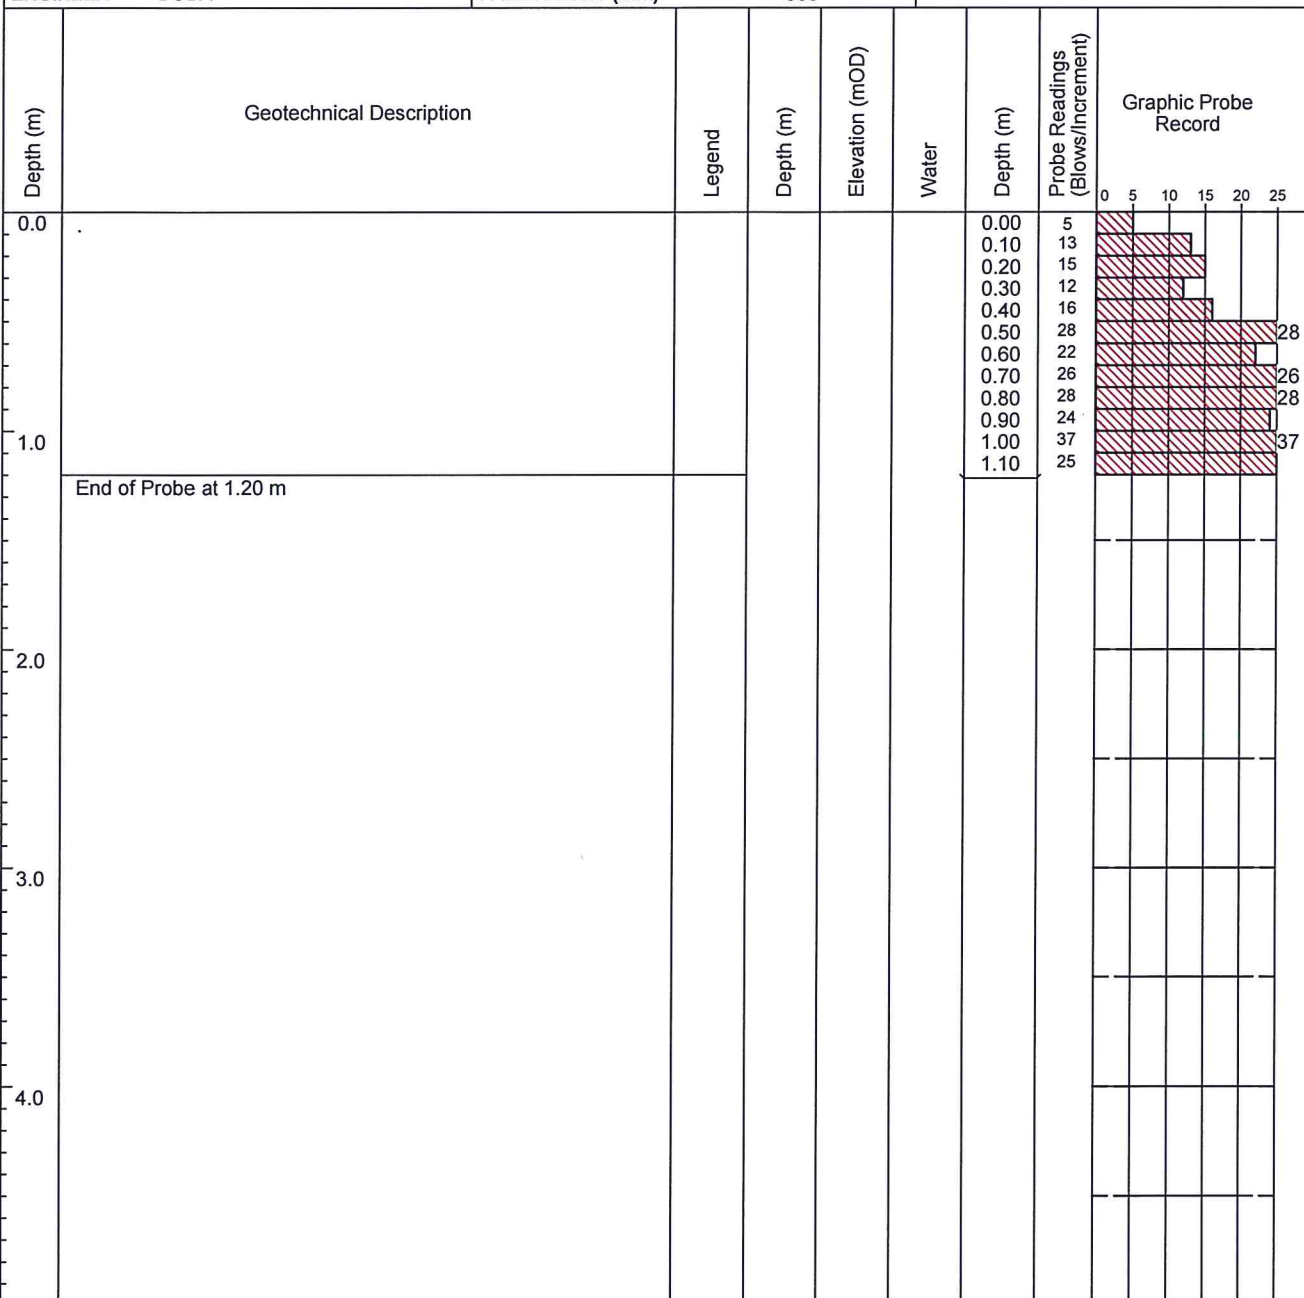 Depth (m)
Geotechnical Description
Legend
Depth (m)
Elevation (mOD)
Water
Depth (m)
Probe Readings
(Blows/Increment)
Graphic Probe
Record
0 5 10 15 20 25
0.0
0.00 5
0.10 13
0.20 15
0.30 12
0.40 16
0.50 28 28
0.60 22
0.70 26 26
0.80 28 28
0.90 24
1.0
1.00 37 37
1.10 25
End of Probe at 1.20 m
2.0
3.0
4.0